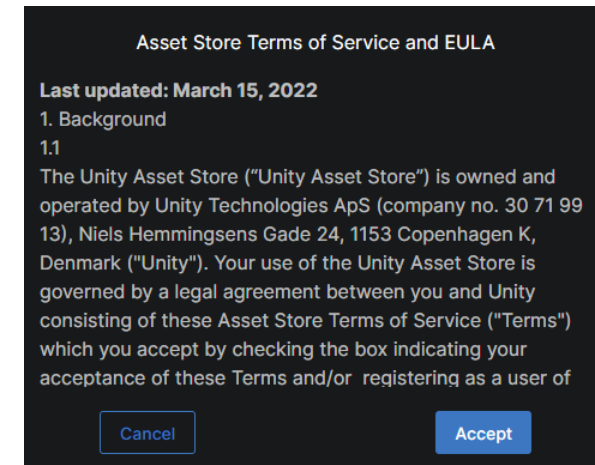 Asset Store Terms of Service and EULA
Last updated: March 15, 2022
1. Background
1.1
The Unity Asset Store (“Unity Asset Store”) is owned and
operated by Unity Technologies ApS (company no. 30 71 99
13), Niels Hemmingsens Gade 24, 1153 Copenhagen K,
Denmark ("Unity"). Your use of the Unity Asset Store is
governed by a legal agreement between you and Unity
consisting of these Asset Store Terms of Service ("Terms")
which you accept by checking the box indicating your
acceptance of these Terms and/or  registering as a user of
Cancel
Accept